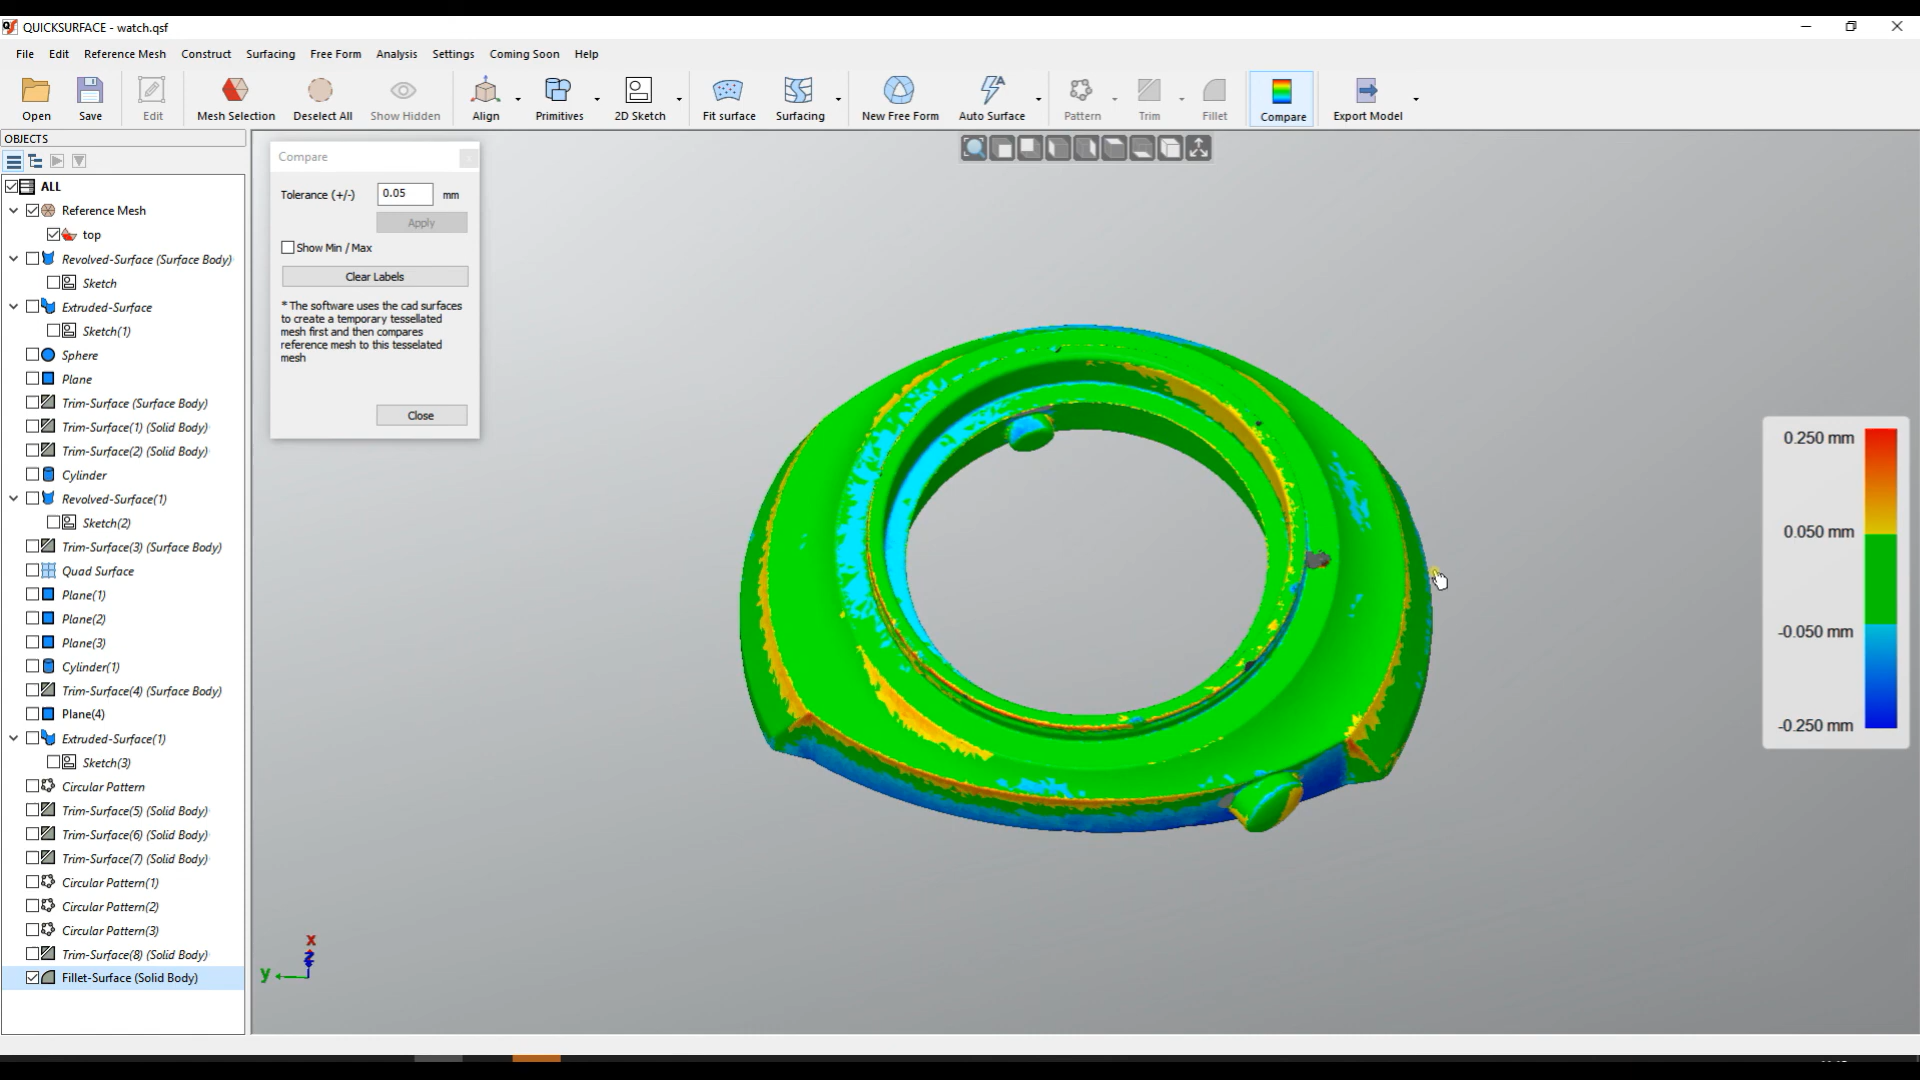 QUICKSURFACE - watch.qsf
File Edit Reference Mesh Construct Surfacing Free Form Analysis Settings Coming Soon Help
Open Save Edit Mesh Selection Deselect All Show Hidden Align Primitives 2D Sketch Fit surface Surfacing New Free Form Auto Surface Pattern Trim Fillet Compare Export Model
OBJECTS
ALL
Reference Mesh
top
Revolved-Surface (Surface Body)
Sketch
Extruded-Surface
Sketch(1)
Sphere
Plane
Trim-Surface (Surface Body)
Trim-Surface(1) (Solid Body)
Trim-Surface(2) (Solid Body)
Cylinder
Revolved-Surface(1)
Sketch(2)
Trim-Surface(3) (Surface Body)
Quad Surface
Plane(1)
Plane(2)
Plane(3)
Cylinder(1)
Trim-Surface(4) (Surface Body)
Plane(4)
Extruded-Surface(1)
Sketch(3)
Circular Pattern
Trim-Surface(5) (Solid Body)
Trim-Surface(6) (Solid Body)
Trim-Surface(7) (Solid Body)
Circular Pattern(1)
Circular Pattern(2)
Circular Pattern(3)
Trim-Surface(8) (Solid Body)
Fillet-Surface (Solid Body)
Compare
Tolerance (+/-) 0.05 mm
Apply
Show Min / Max
Clear Labels
* The software uses the cad surfaces
to create a temporary tessellated
mesh first and then compares
reference mesh to this tesselated
mesh
Close
0.250 mm
0.050 mm
-0.050 mm
-0.250 mm
x
z
y